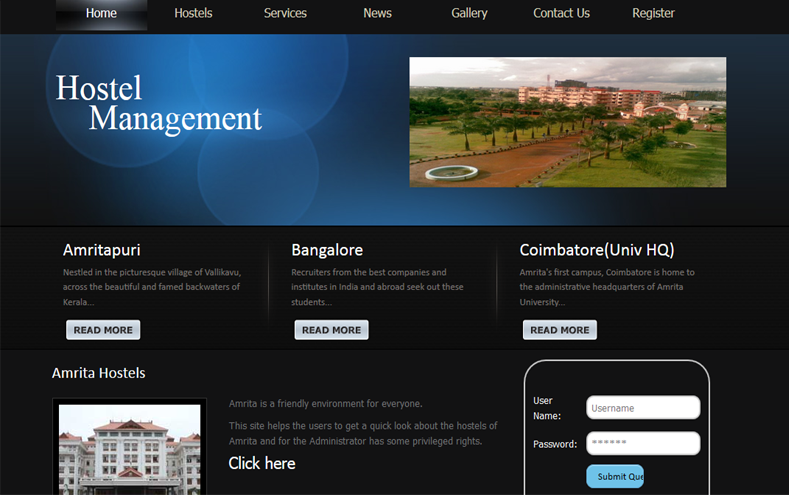 Home Hostels Services News Gallery Contact Us Register
Hostel
Management
Amritapuri
Nestled in the picturesque village of Vallikavu,
across the beautiful and famed backwaters of
Kerala...
READ MORE
Bangalore
Recruiters from the best companies and
institutes in India and abroad seek out these
students...
READ MORE
Coimbatore(Univ HQ)
Amrita's first campus, Coimbatore is home to
the administrative headquarters of Amrita
University...
READ MORE
Amrita Hostels
Amrita is a friendly environment for everyone.
This site helps the users to get a quick look about the hostels of
Amrita and for the Administrator has some privileged rights.
Click here
User
Name:
Username
Password:
******
Submit Que